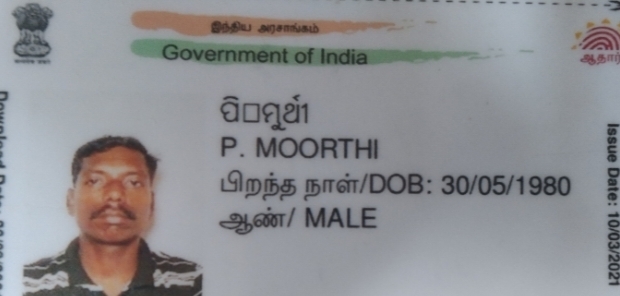 இந்திய அரசாங்கம்
Government of India
ஆதார்
பி□மூர்த்தி
P. MOORTHI
பிறந்த நாள்/DOB: 30/05/1980
ஆண்/ MALE
Issue Date: 10/03/2021
Download Date: